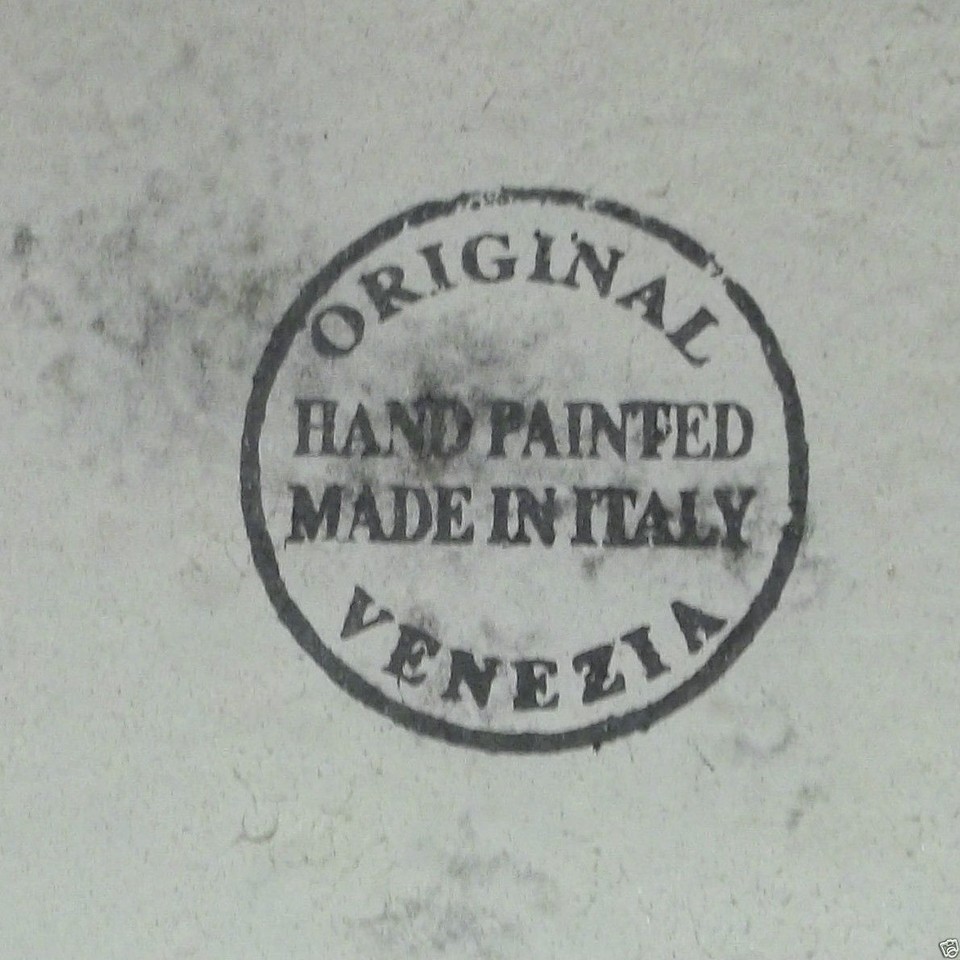 ORIGINAL
HAND PAINTED
MADE IN ITALY
VENEZIA